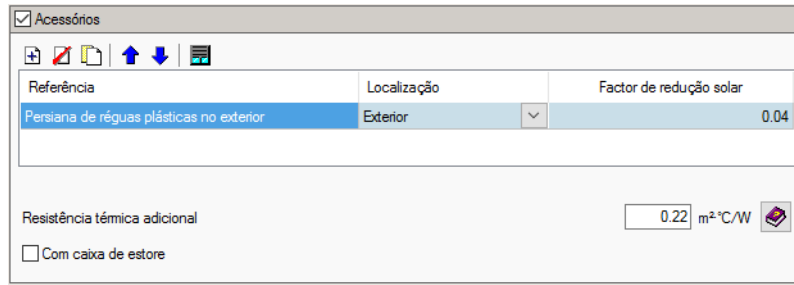 Acessórios
Referência Localização Factor de redução solar
Persiana de réguas plásticas no exterior Exterior 0.04
Resistência térmica adicional 0.22 m²·°C/W
Com caixa de estore